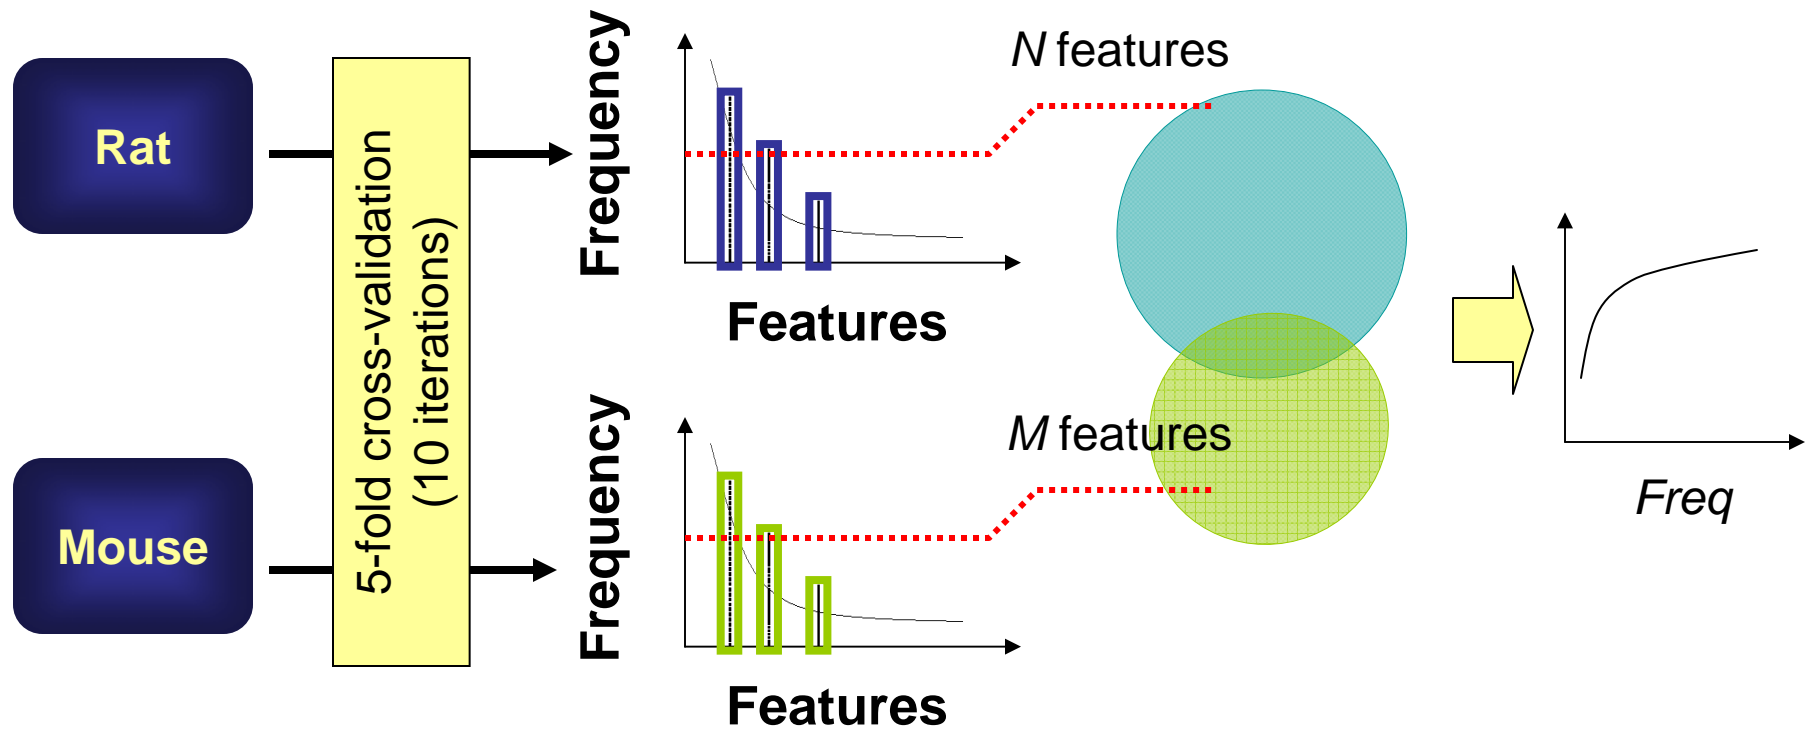 Rat
Mouse
5-fold cross-validation
(10 iterations)
Frequency
Features
N features
Frequency
Features
M features
Freq